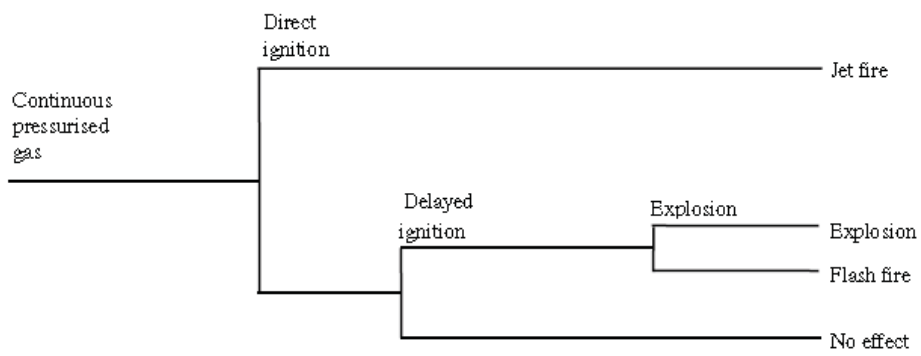 Direct
ignition
Jet fire
Continuous
pressurised
gas
Delayed
ignition
Explosion
Explosion
Flash fire
No effect